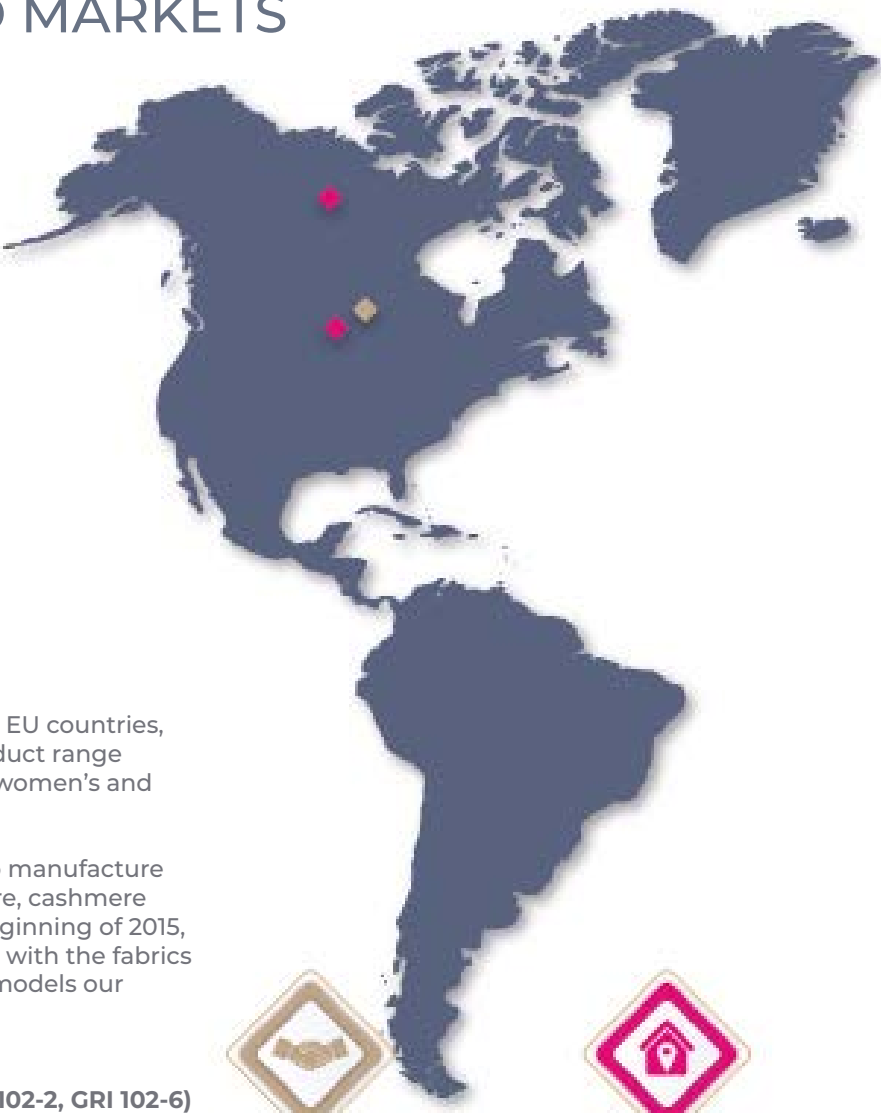 MARKETS
EU countries,
duct range
women's and
manufacture
re, cashmere
ginning of 2015,
with the fabrics
models our
102-2, GRI 102-6)